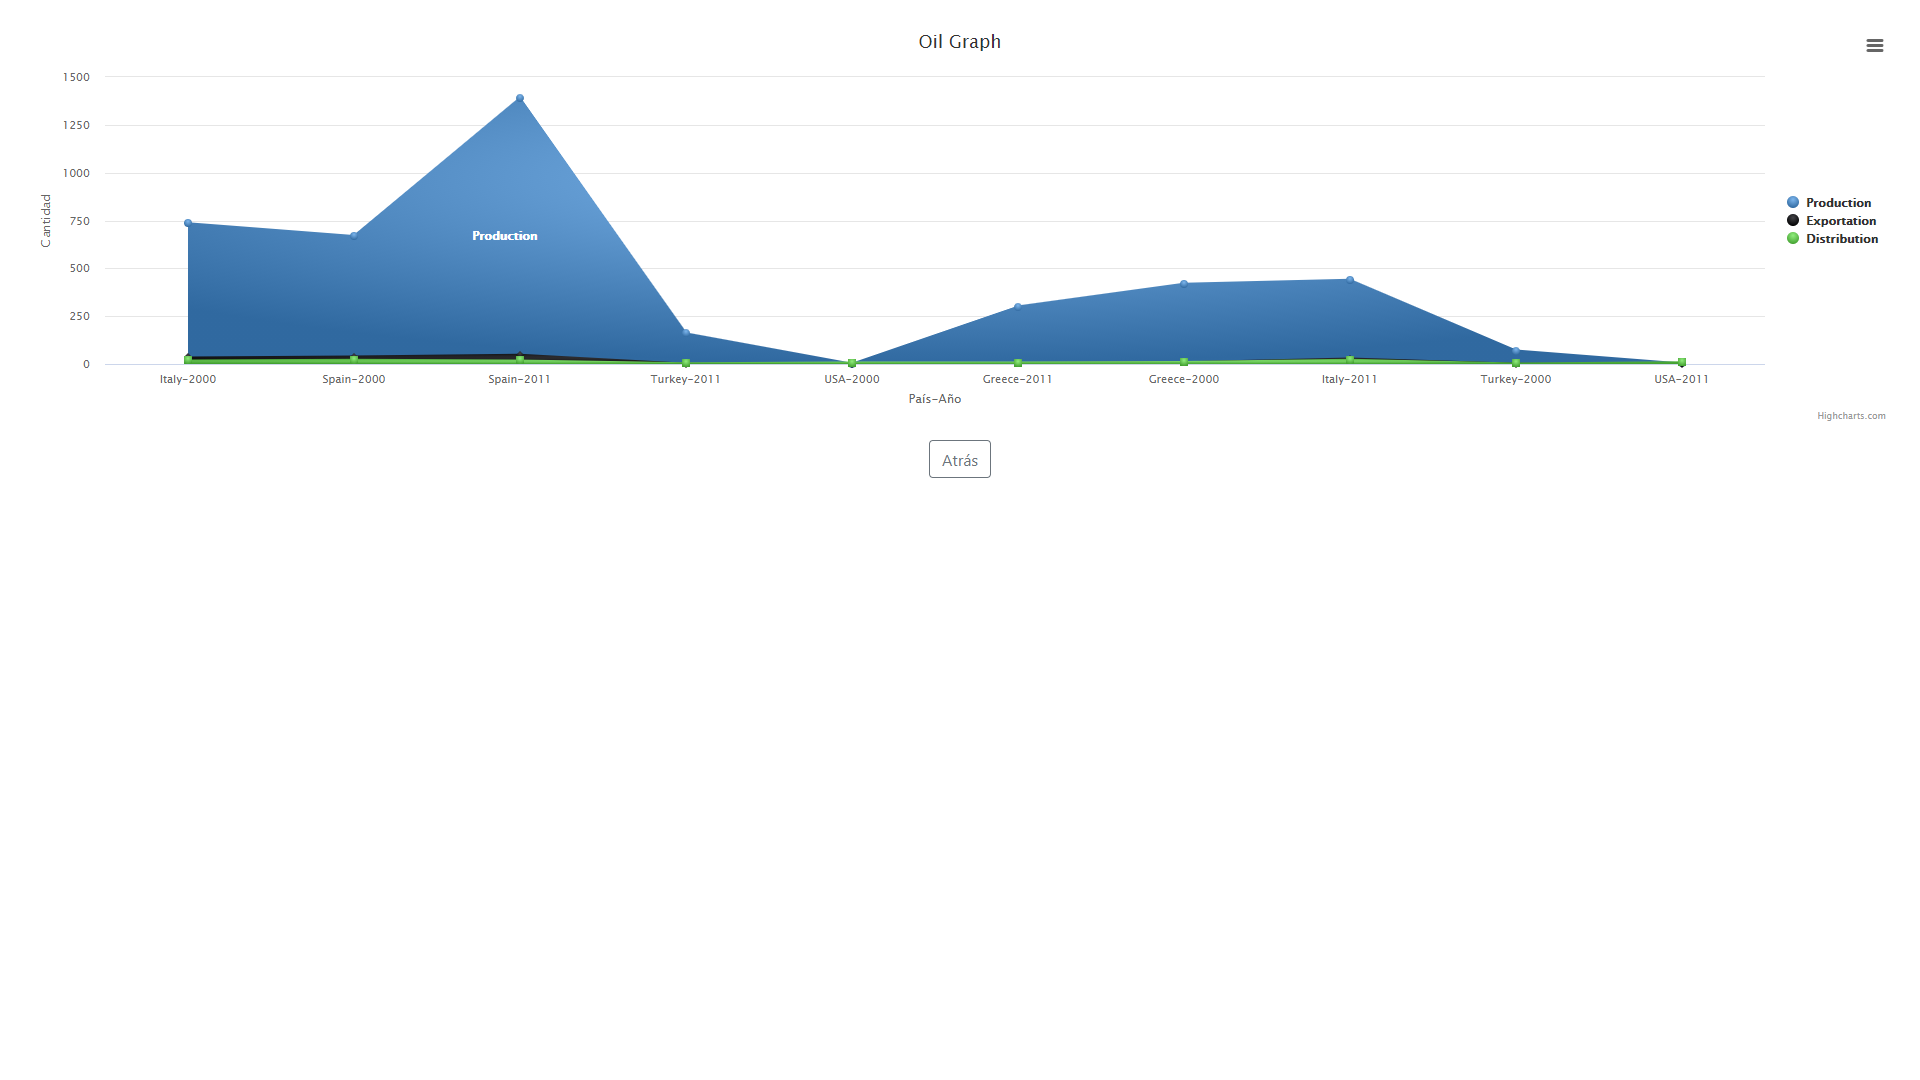 Oil Graph
1500
1250
1000
750
500
250
0
Cantidad
Production
Production
Exportation
Distribution
Italy-2000 Spain-2000 Spain-2011 Turkey-2011 USA-2000 Greece-2011 Greece-2000 Italy-2011 Turkey-2000 USA-2011
País-Año
Highcharts.com
Atrás